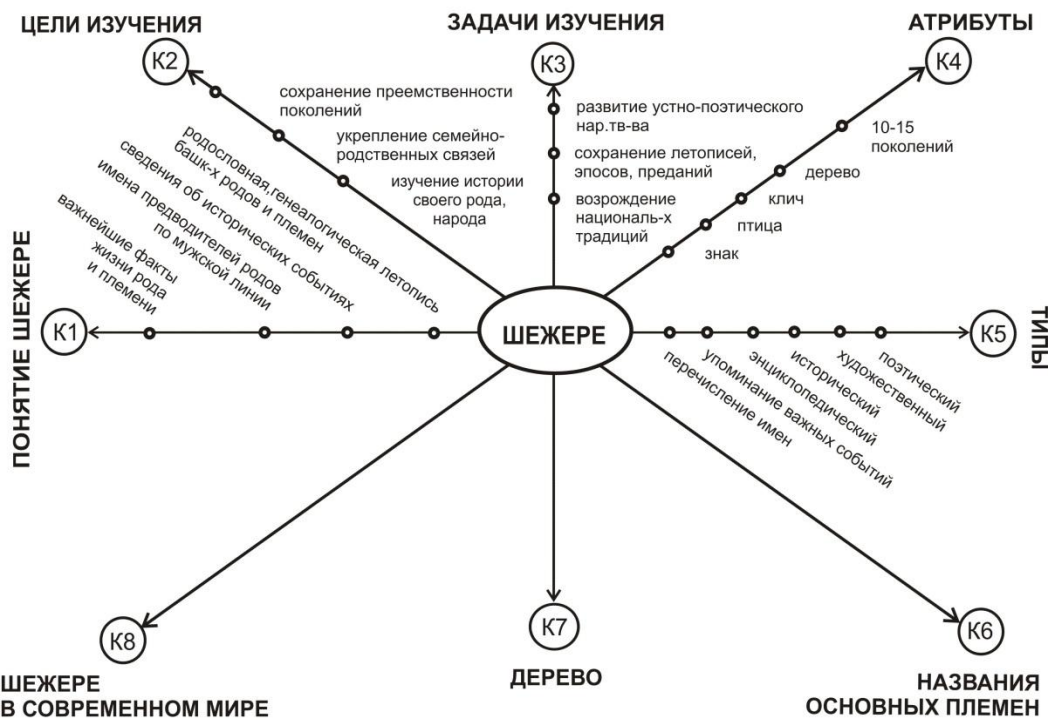 ЦЕЛИ ИЗУЧЕНИЯ
К2
сохранение преемственности
поколений
укрепление семейно-
родственных связей
изучение истории
своего рода,
народа
ЗАДАЧИ ИЗУЧЕНИЯ
К3
развитие устно-поэтического
нар.тв-ва
сохранение летописей,
эпосов, преданий
возрождение
националь-х
традиций
АТРИБУТЫ
К4
10-15
поколений
дерево
клич
птица
знак
ПОНЯТИЕ ШЕЖЕРЕ
К1
важнейшие факты
жизни рода
и племени
имена предводителей родов
по мужской линии
сведения об исторических событиях
родословная,генеалогическая летопись
башк-х родов и племен
ШЕЖЕРЕ
К5
ТИПЫ
перечисление имен
упоминание важных событий
энциклопедический
исторический
художественный
поэтический
К8
ШЕЖЕРЕ
В СОВРЕМЕННОМ МИРЕ
К7
ДЕРЕВО
К6
НАЗВАНИЯ
ОСНОВНЫХ ПЛЕМЕН